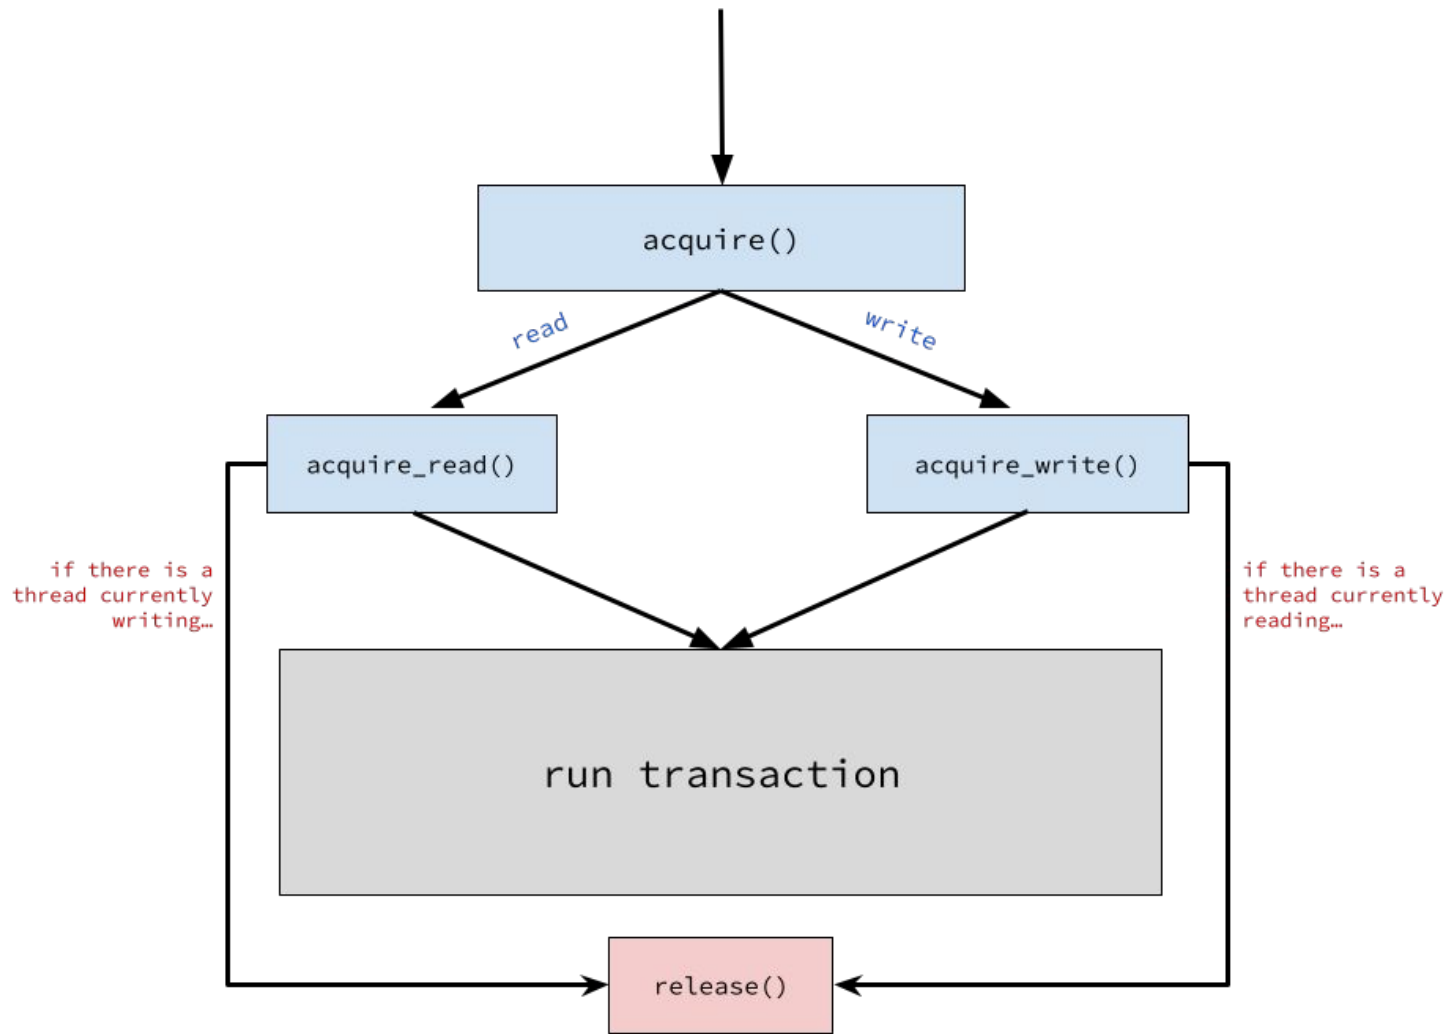 acquire()
read
write
acquire_read()
acquire_write()
if there is a
thread currently
writing…
if there is a
thread currently
reading…
run transaction
release()